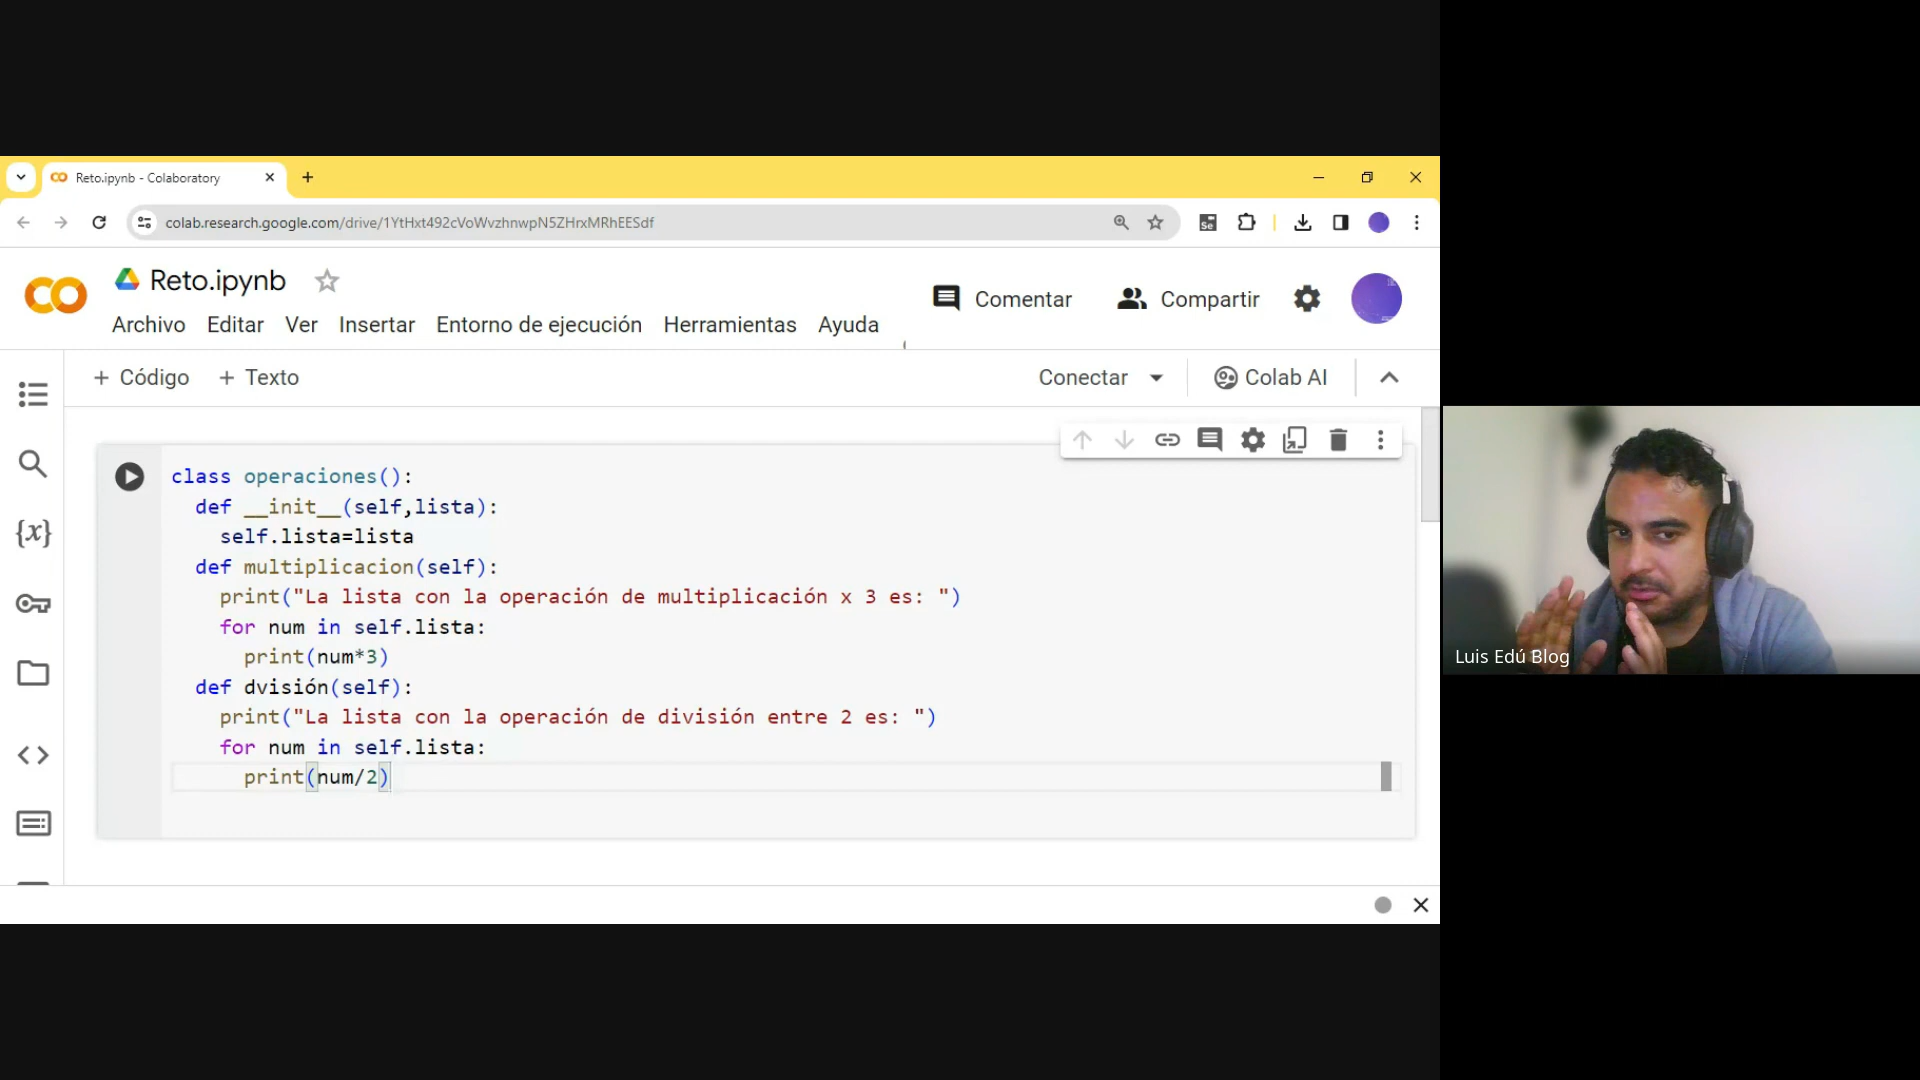 Reto.ipynb - Colaboratory
colab.research.google.com/drive/1YtHxt492cVoWvzhnwpN5ZHrxMRhEESdf
Reto.ipynb
Comentar
Compartir
Archivo Editar Ver Insertar Entorno de ejecución Herramientas Ayuda
+ Código + Texto
Conectar
Colab AI
class operaciones():
def __init__(self,lista):
self.lista=lista
def multiplicacion(self):
print("La lista con la operación de multiplicación x 3 es: ")
for num in self.lista:
print(num*3)
def dvisión(self):
print("La lista con la operación de división entre 2 es: ")
for num in self.lista:
print(num/2)
Luis Edú Blog